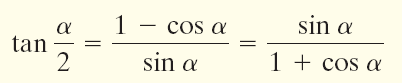 tan α/2 = (1 − cos α)/(sin α) = (sin α)/(1 + cos α)